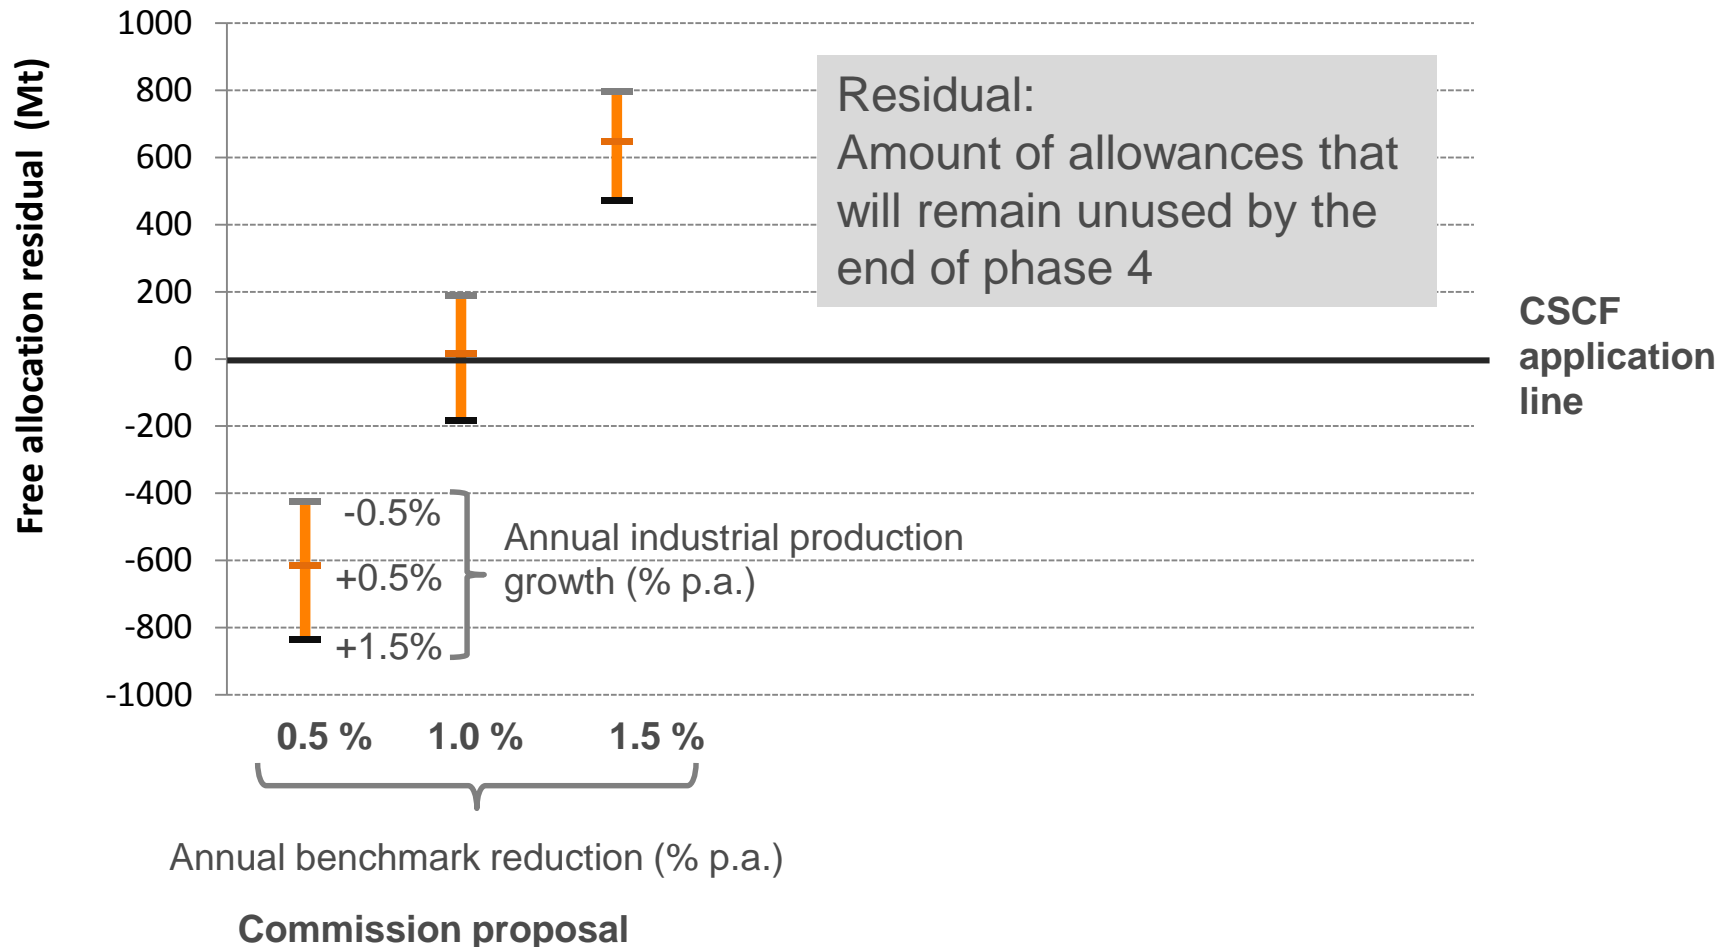 Free allocation residual (Mt)
1000
800
600
400
200
0
-200
-400
-600
-800
-1000
Residual:
Amount of allowances that
will remain unused by the
end of phase 4
CSCF
application
line
-0.5%
+0.5%
+1.5%
Annual industrial production
growth (% p.a.)
0.5 % 1.0 % 1.5 %
Annual benchmark reduction (% p.a.)
Commission proposal